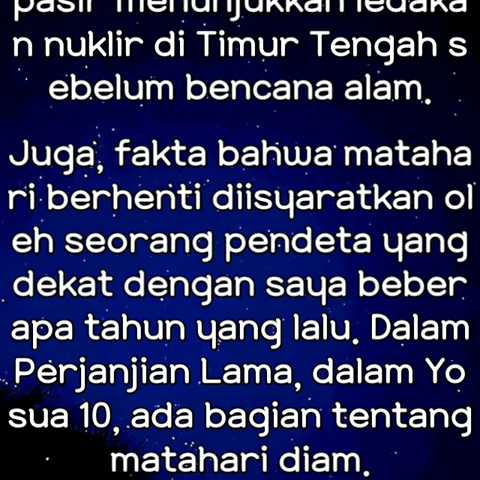 pasir menunjukkan ledaka
n nuklir di Timur Tengah s
ebelum bencana alam.
Juga, fakta bahwa mataha
ri berhenti diisyaratkan ol
eh seorang pendeta yang
dekat dengan saya beber
apa tahun yang lalu. Dalam
Perjanjian Lama, dalam Yo
sua 10, ada bagian tentang
matahari diam.